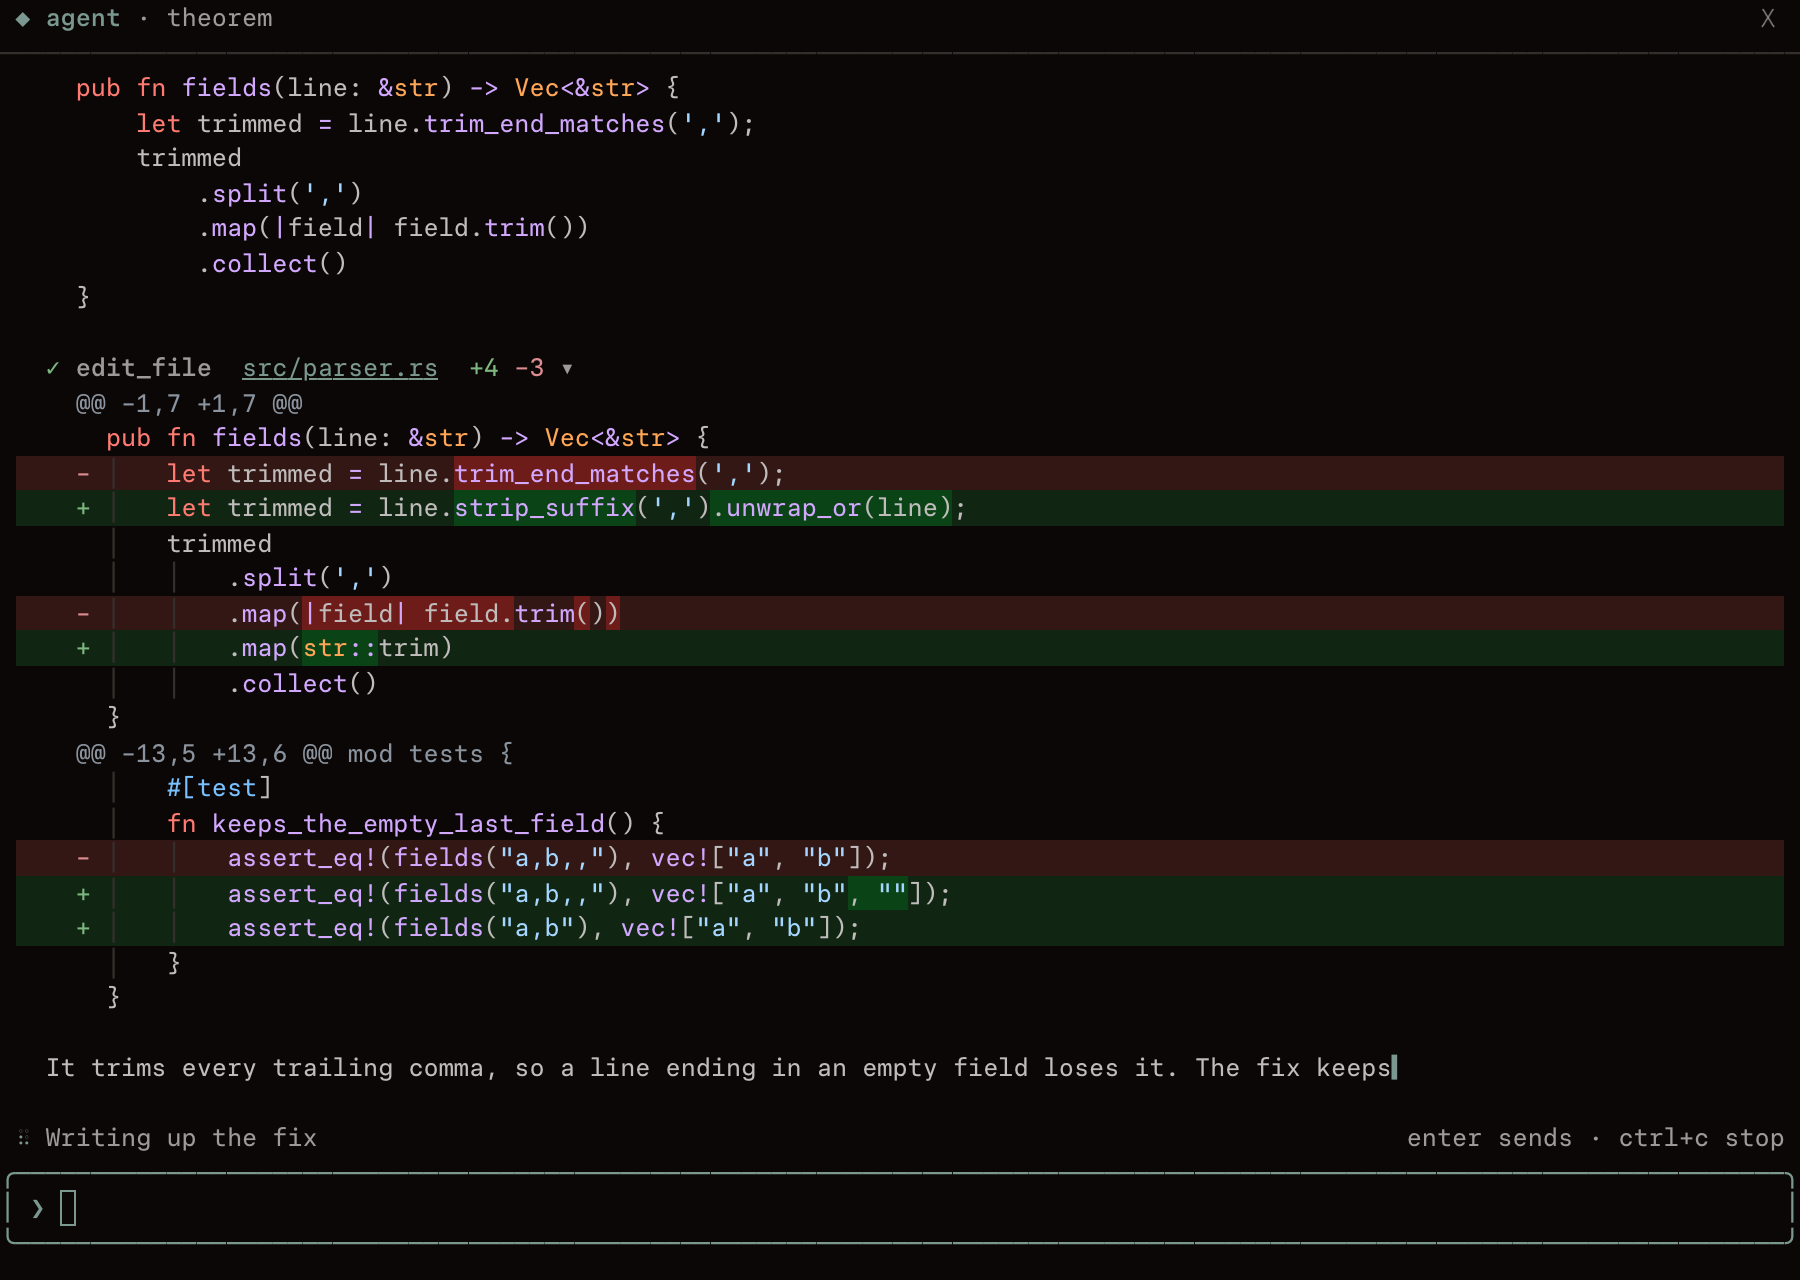 ◆ agent · theorem X
pub fn fields(line: &str) -> Vec<&str> {
    let trimmed = line.trim_end_matches(',');
    trimmed
        .split(',')
        .map(|field| field.trim())
        .collect()
}
✓ edit_file src/parser.rs +4 -3 ▾
@@ -1,7 +1,7 @@
pub fn fields(line: &str) -> Vec<&str> {
-    let trimmed = line.trim_end_matches(',');
+    let trimmed = line.strip_suffix(',').unwrap_or(line);
    trimmed
        .split(',')
-        .map(|field| field.trim())
+        .map(str::trim)
        .collect()
}
@@ -13,5 +13,6 @@ mod tests {
    #[test]
    fn keeps_the_empty_last_field() {
-        assert_eq!(fields("a,b,,"), vec!["a", "b"]);
+        assert_eq!(fields("a,b,,"), vec!["a", "b", ""]);
+        assert_eq!(fields("a,b"), vec!["a", "b"]);
    }
}
It trims every trailing comma, so a line ending in an empty field loses it. The fix keeps
Writing up the fix enter sends · ctrl+c stop
❯